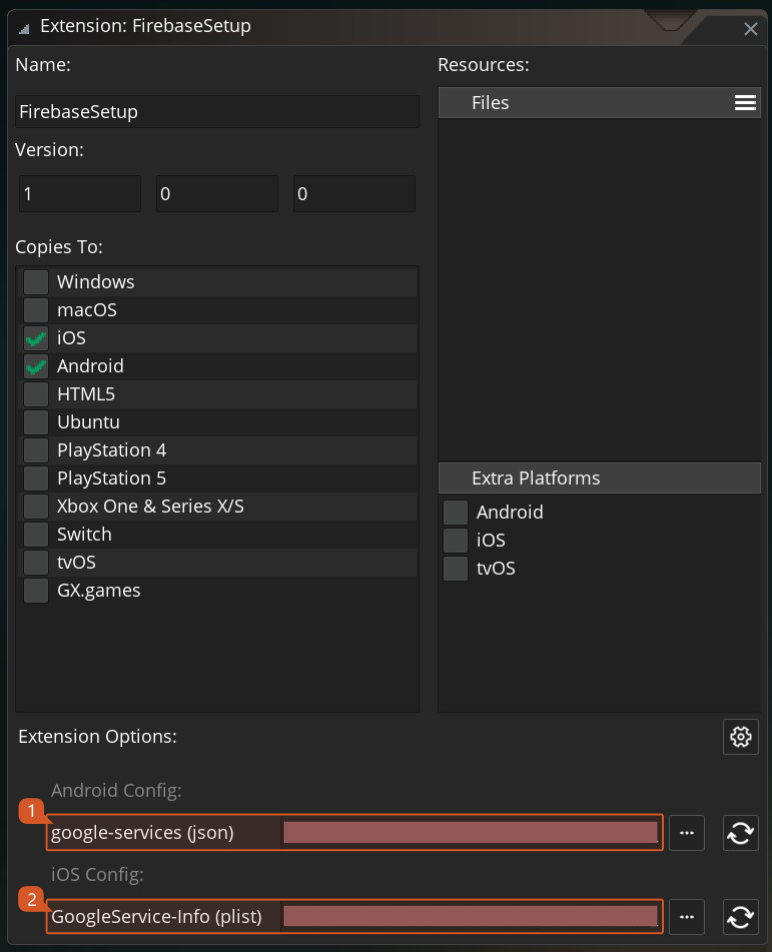 Extension: FirebaseSetup
Name:
FirebaseSetup
Version:
1 0 0
Copies To:
Windows
macOS
iOS
Android
HTML5
Ubuntu
PlayStation 4
PlayStation 5
Xbox One & Series X/S
Switch
tvOS
GX.games
Resources:
Files
Extra Platforms
Android
iOS
tvOS
Extension Options:
Android Config:
1
google-services (json)
iOS Config:
2
GoogleService-Info (plist)